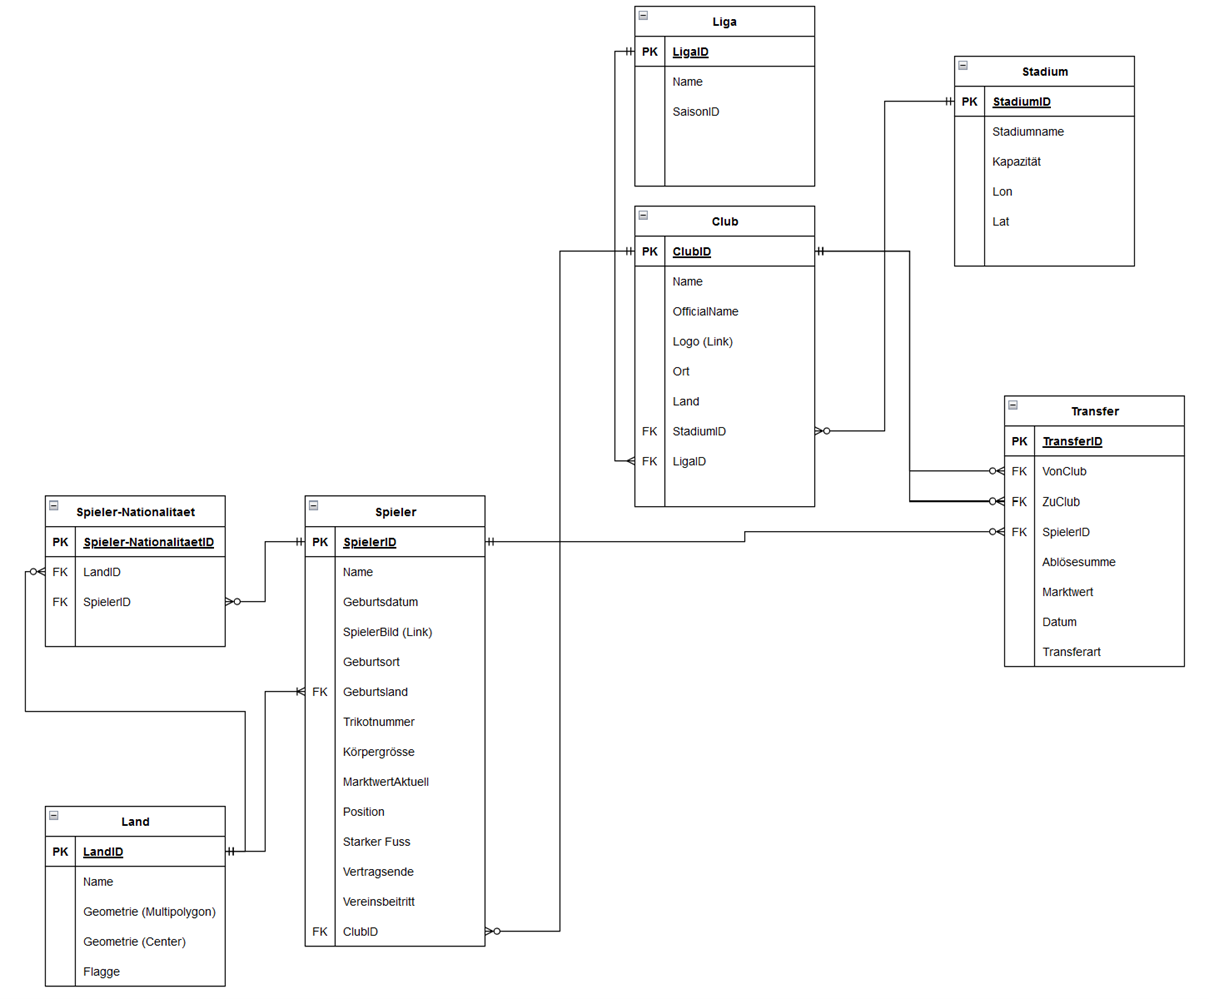 Liga
PK LigaID
Name
SaisonID
Stadium
PK StadiumID
Stadiumname
Kapazität
Lon
Lat
Club
PK ClubID
Name
OfficialName
Logo (Link)
Ort
Land
FK StadiumID
FK LigaID
Transfer
PK TransferID
FK VonClub
FK ZuClub
FK SpielerID
Ablösesumme
Marktwert
Datum
Transferart
Spieler-Nationalitaet
PK Spieler-NationalitaetID
FK LandID
FK SpielerID
Spieler
PK SpielerID
Name
Geburtsdatum
SpielerBild (Link)
Geburtsort
FK Geburtsland
Trikotnummer
Körpergrösse
MarktwertAktuell
Position
Starker Fuss
Vertragsende
Vereinsbeitritt
FK ClubID
Land
PK LandID
Name
Geometrie (Multipolygon)
Geometrie (Center)
Flagge